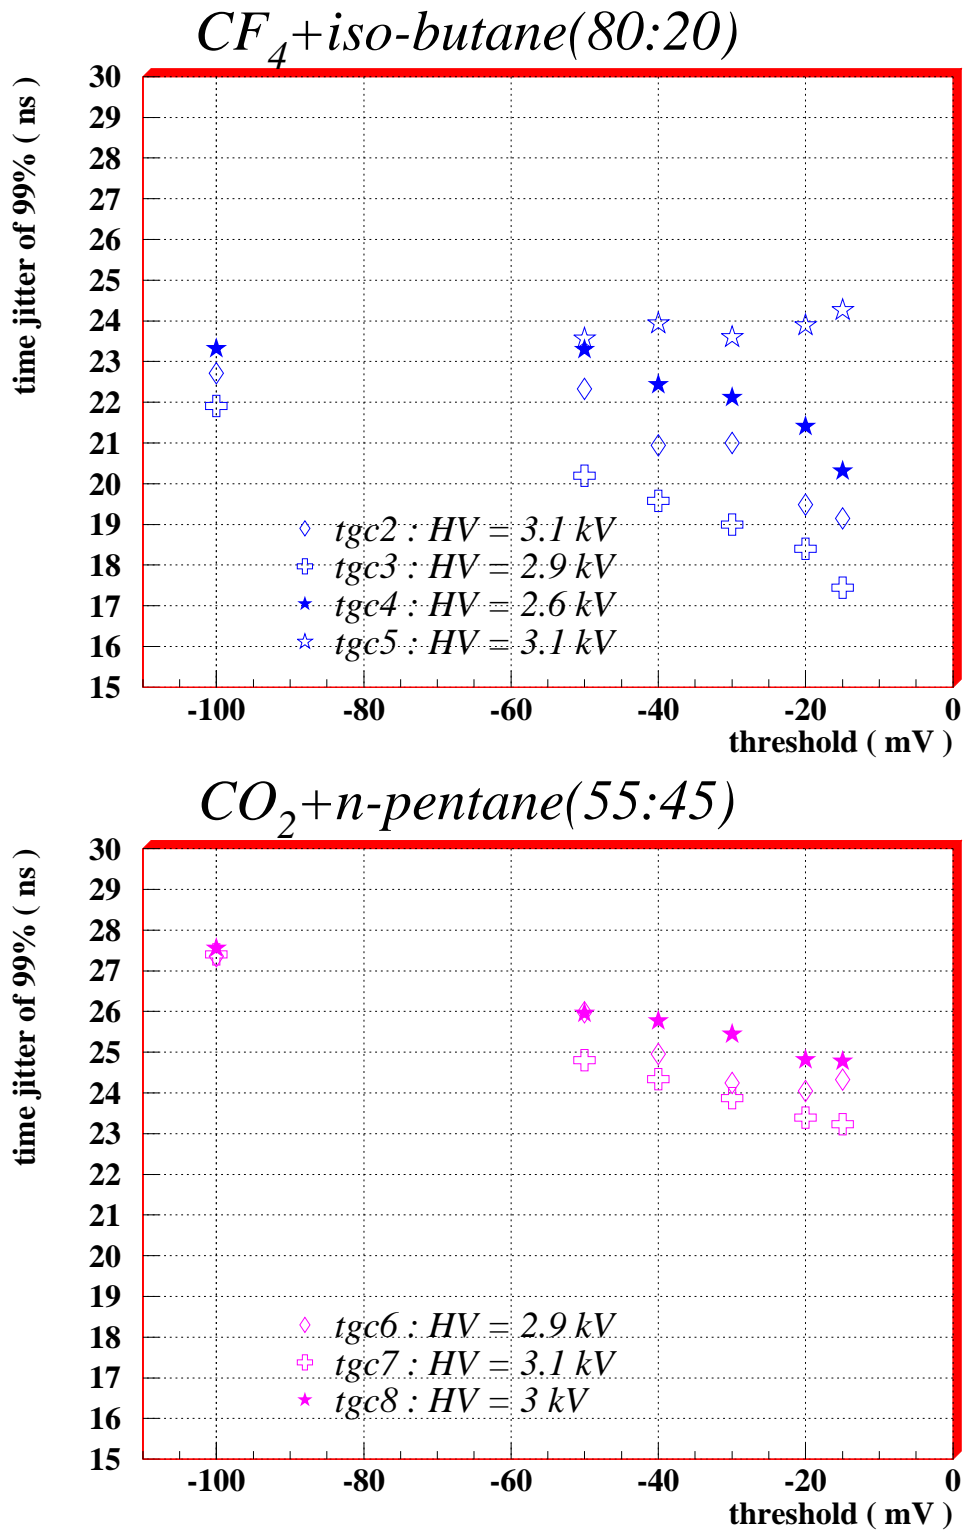 CF4+iso-butane(80:20)
time jitter of 99% ( ns )
30
29
28
27
26
25
24
23
22
21
20
19
18
17
16
15
tgc2 : HV = 3.1 kV
tgc3 : HV = 2.9 kV
tgc4 : HV = 2.6 kV
tgc5 : HV = 3.1 kV
-100 -80 -60 -40 -20 0
threshold ( mV )
CO2+n-pentane(55:45)
time jitter of 99% ( ns )
30
29
28
27
26
25
24
23
22
21
20
19
18
17
16
15
tgc6 : HV = 2.9 kV
tgc7 : HV = 3.1 kV
tgc8 : HV = 3 kV
-100 -80 -60 -40 -20 0
threshold ( mV )